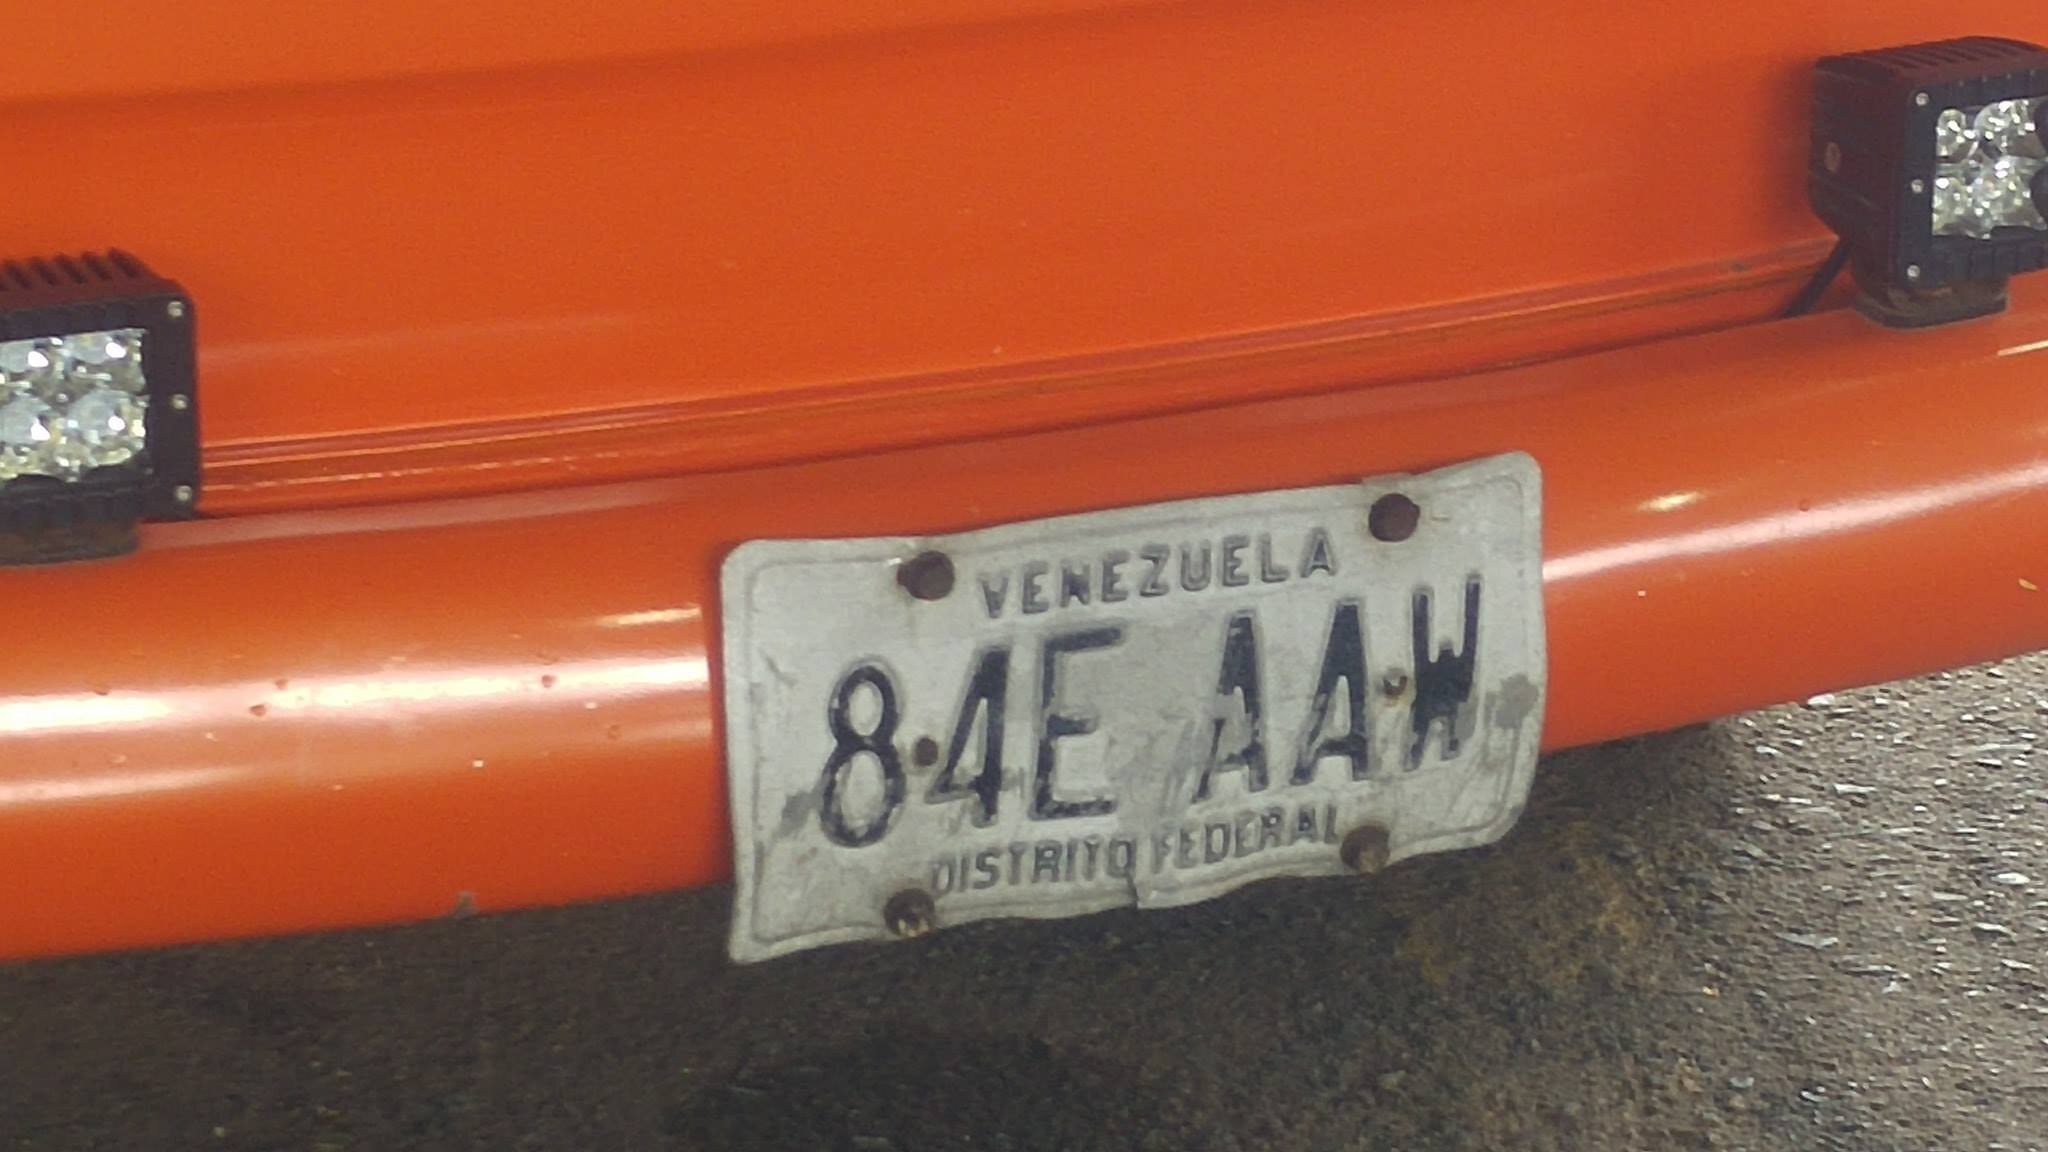 VENEZUELA
84E AAW
DISTRITO FEDERAL